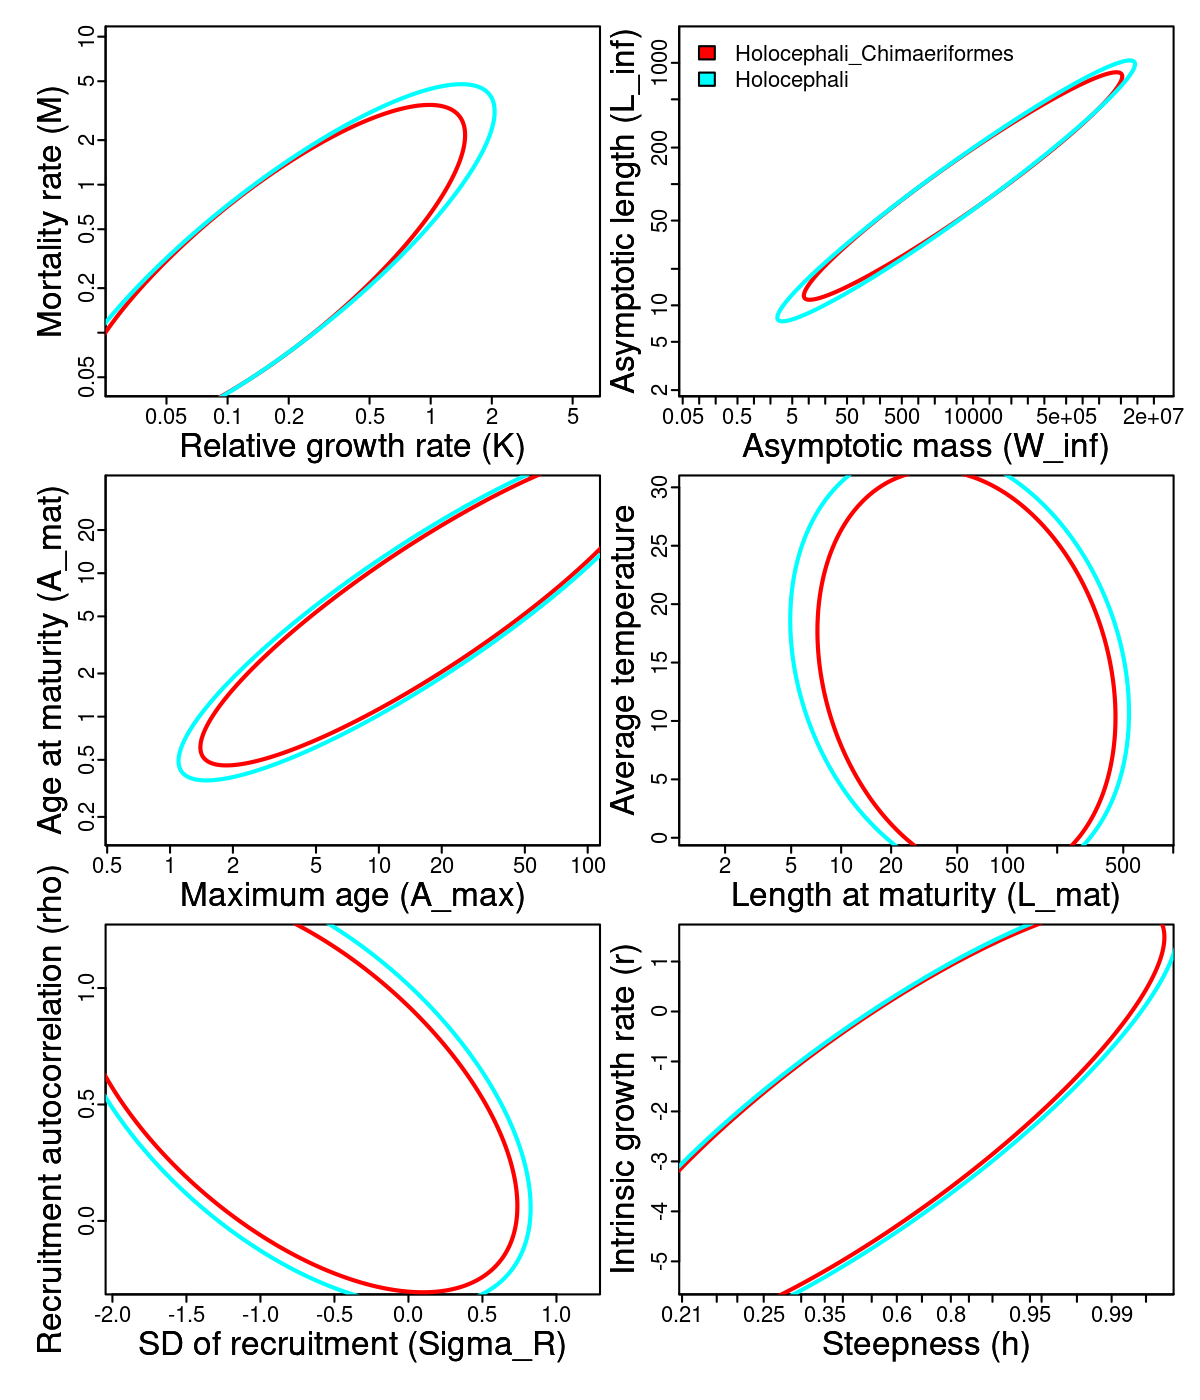 Mortality rate (M)
0.05 0.2 0.5 1 2 5 10
0.05 0.1 0.2 0.5 1 2 5
Relative growth rate (K)
Holocephali_Chimaeriformes
Holocephali
Asymptotic length (L_inf)
2 5 10 50 200 1000
0.05 0.5 5 50 500 10000 5e+05 2e+07
Asymptotic mass (W_inf)
Age at maturity (A_mat)
0.2 0.5 1 2 5 10 20
0.5 1 2 5 10 20 50 100
Maximum age (A_max)
Average temperature
0 5 10 15 20 25 30
2 5 10 20 50 100 500
Length at maturity (L_mat)
Recruitment autocorrelation (rho)
0.0 0.5 1.0
-2.0 -1.5 -1.0 -0.5 0.0 0.5 1.0
SD of recruitment (Sigma_R)
Intrinsic growth rate (r)
-5 -4 -3 -2 -1 0 1
0.21 0.25 0.35 0.6 0.8 0.95 0.99
Steepness (h)